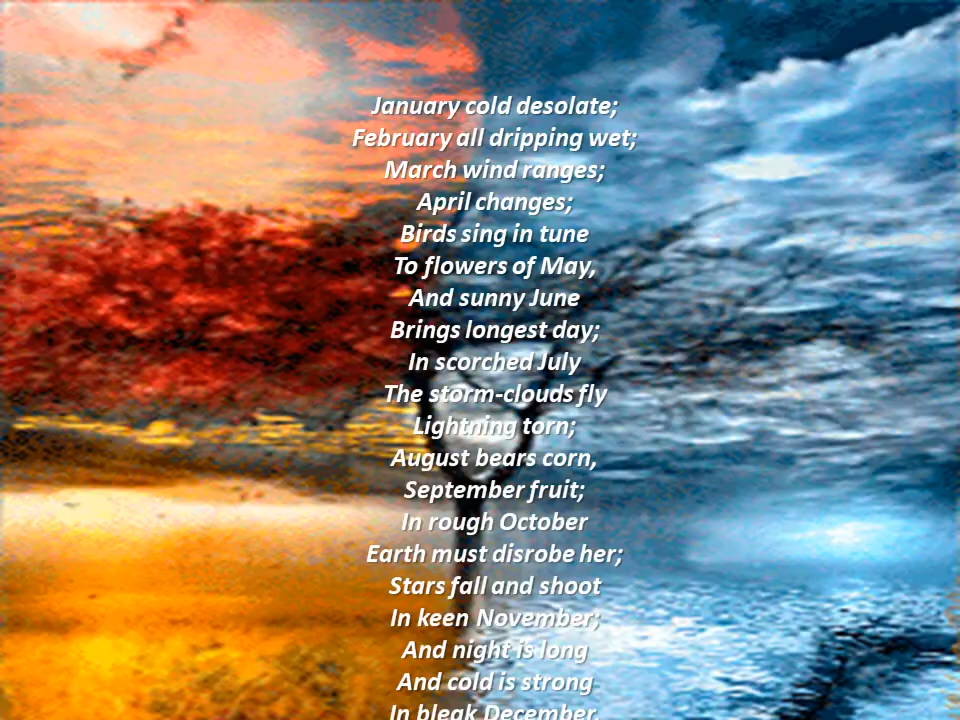 January cold desolate;
February all dripping wet;
March wind ranges;
April changes;
Birds sing in tune
To flowers of May,
And sunny June
Brings longest day;
In scorched July
The storm-clouds fly
Lightning torn;
August bears corn,
September fruit;
In rough October
Earth must disrobe her;
Stars fall and shoot
In keen November;
And night is long
And cold is strong
In bleak December.